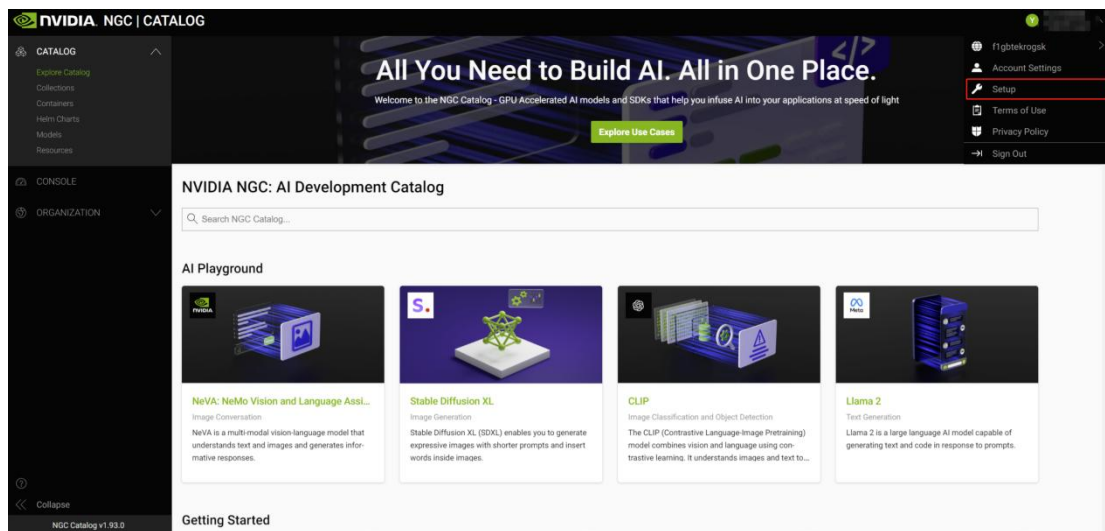 NVIDIA. NGC | CATALOG
Y
CATALOG
Explore Catalog
Collections
Containers
Helm Charts
Models
Resources
CONSOLE
ORGANIZATION
</>
All You Need to Build AI. All in One Place.
Welcome to the NGC Catalog - GPU Accelerated AI models and SDKs that help you infuse AI into your applications at speed of light
Explore Use Cases
f1gbtekrogsk
Account Settings
Setup
Terms of Use
Privacy Policy
Sign Out
NVIDIA NGC: AI Development Catalog
Search NGC Catalog...
AI Playground
NVIDIA
NeVA: NeMo Vision and Language Assi...
Image Conversation
NeVA is a multi-modal vision-language model that
understands text and images and generates infor-
mative responses.
S.
Stable Diffusion XL
Image Generation
Stable Diffusion XL (SDXL) enables you to generate
expressive images with shorter prompts and insert
words inside images.
CLIP
Image Classification and Object Detection
The CLIP (Contrastive Language-Image Pretraining)
model combines vision and language using con-
trastive learning. It understands images and text to...
Meta
Llama 2
Text Generation
Llama 2 is a large language AI model capable of
generating text and code in response to prompts.
Getting Started
Collapse
NGC Catalog v1.93.0